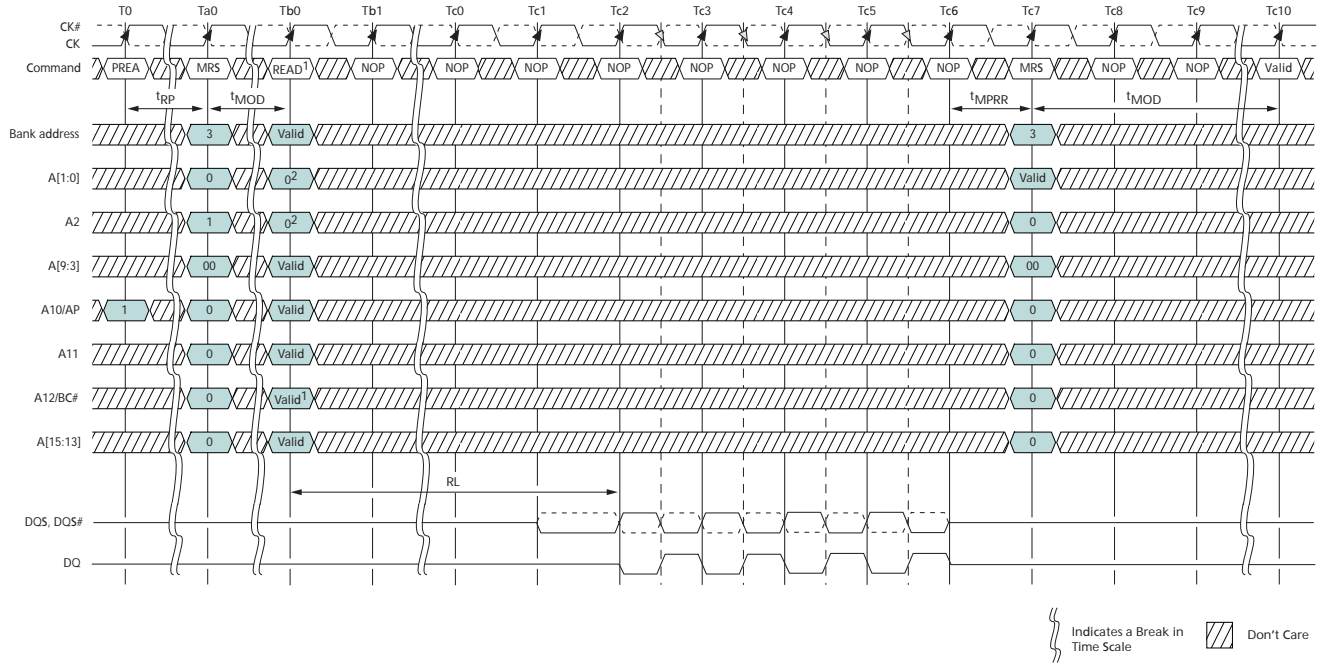 T0 Ta0 Tb0 Tb1 Tc0 Tc1 Tc2 Tc3 Tc4 Tc5 Tc6 Tc7 Tc8 Tc9 Tc10
CK#
CK
Command PREA MRS READ1 NOP NOP NOP NOP NOP NOP NOP NOP MRS NOP NOP Valid
tRP tMOD tMPRR tMOD
Bank address 3 Valid 3
A[1:0] 0 02 Valid
A2 1 02 0
A[9:3] 00 Valid 00
A10/AP 1 0 Valid 0
A11 0 Valid 0
A12/BC# 0 Valid1 0
A[15:13] 0 Valid 0
RL
DQS, DQS#
DQ
Indicates a Break in
Time Scale
Don't Care